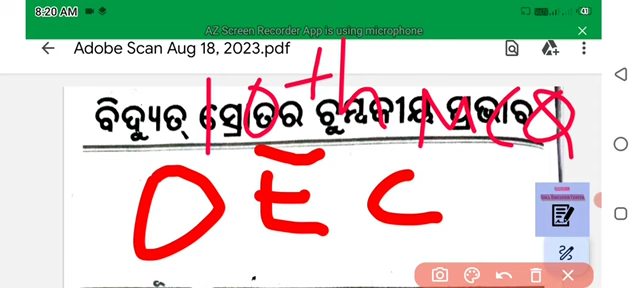 8:20 AM
AZ Screen Recorder App is using microphone
Adobe Scan Aug 18, 2023.pdf
10th MCQ
ବିଦ୍ୟୁତ୍ ସ୍ରୋତର ଚୁମ୍ବକୀୟ ପ୍ରଭାବ
OEC